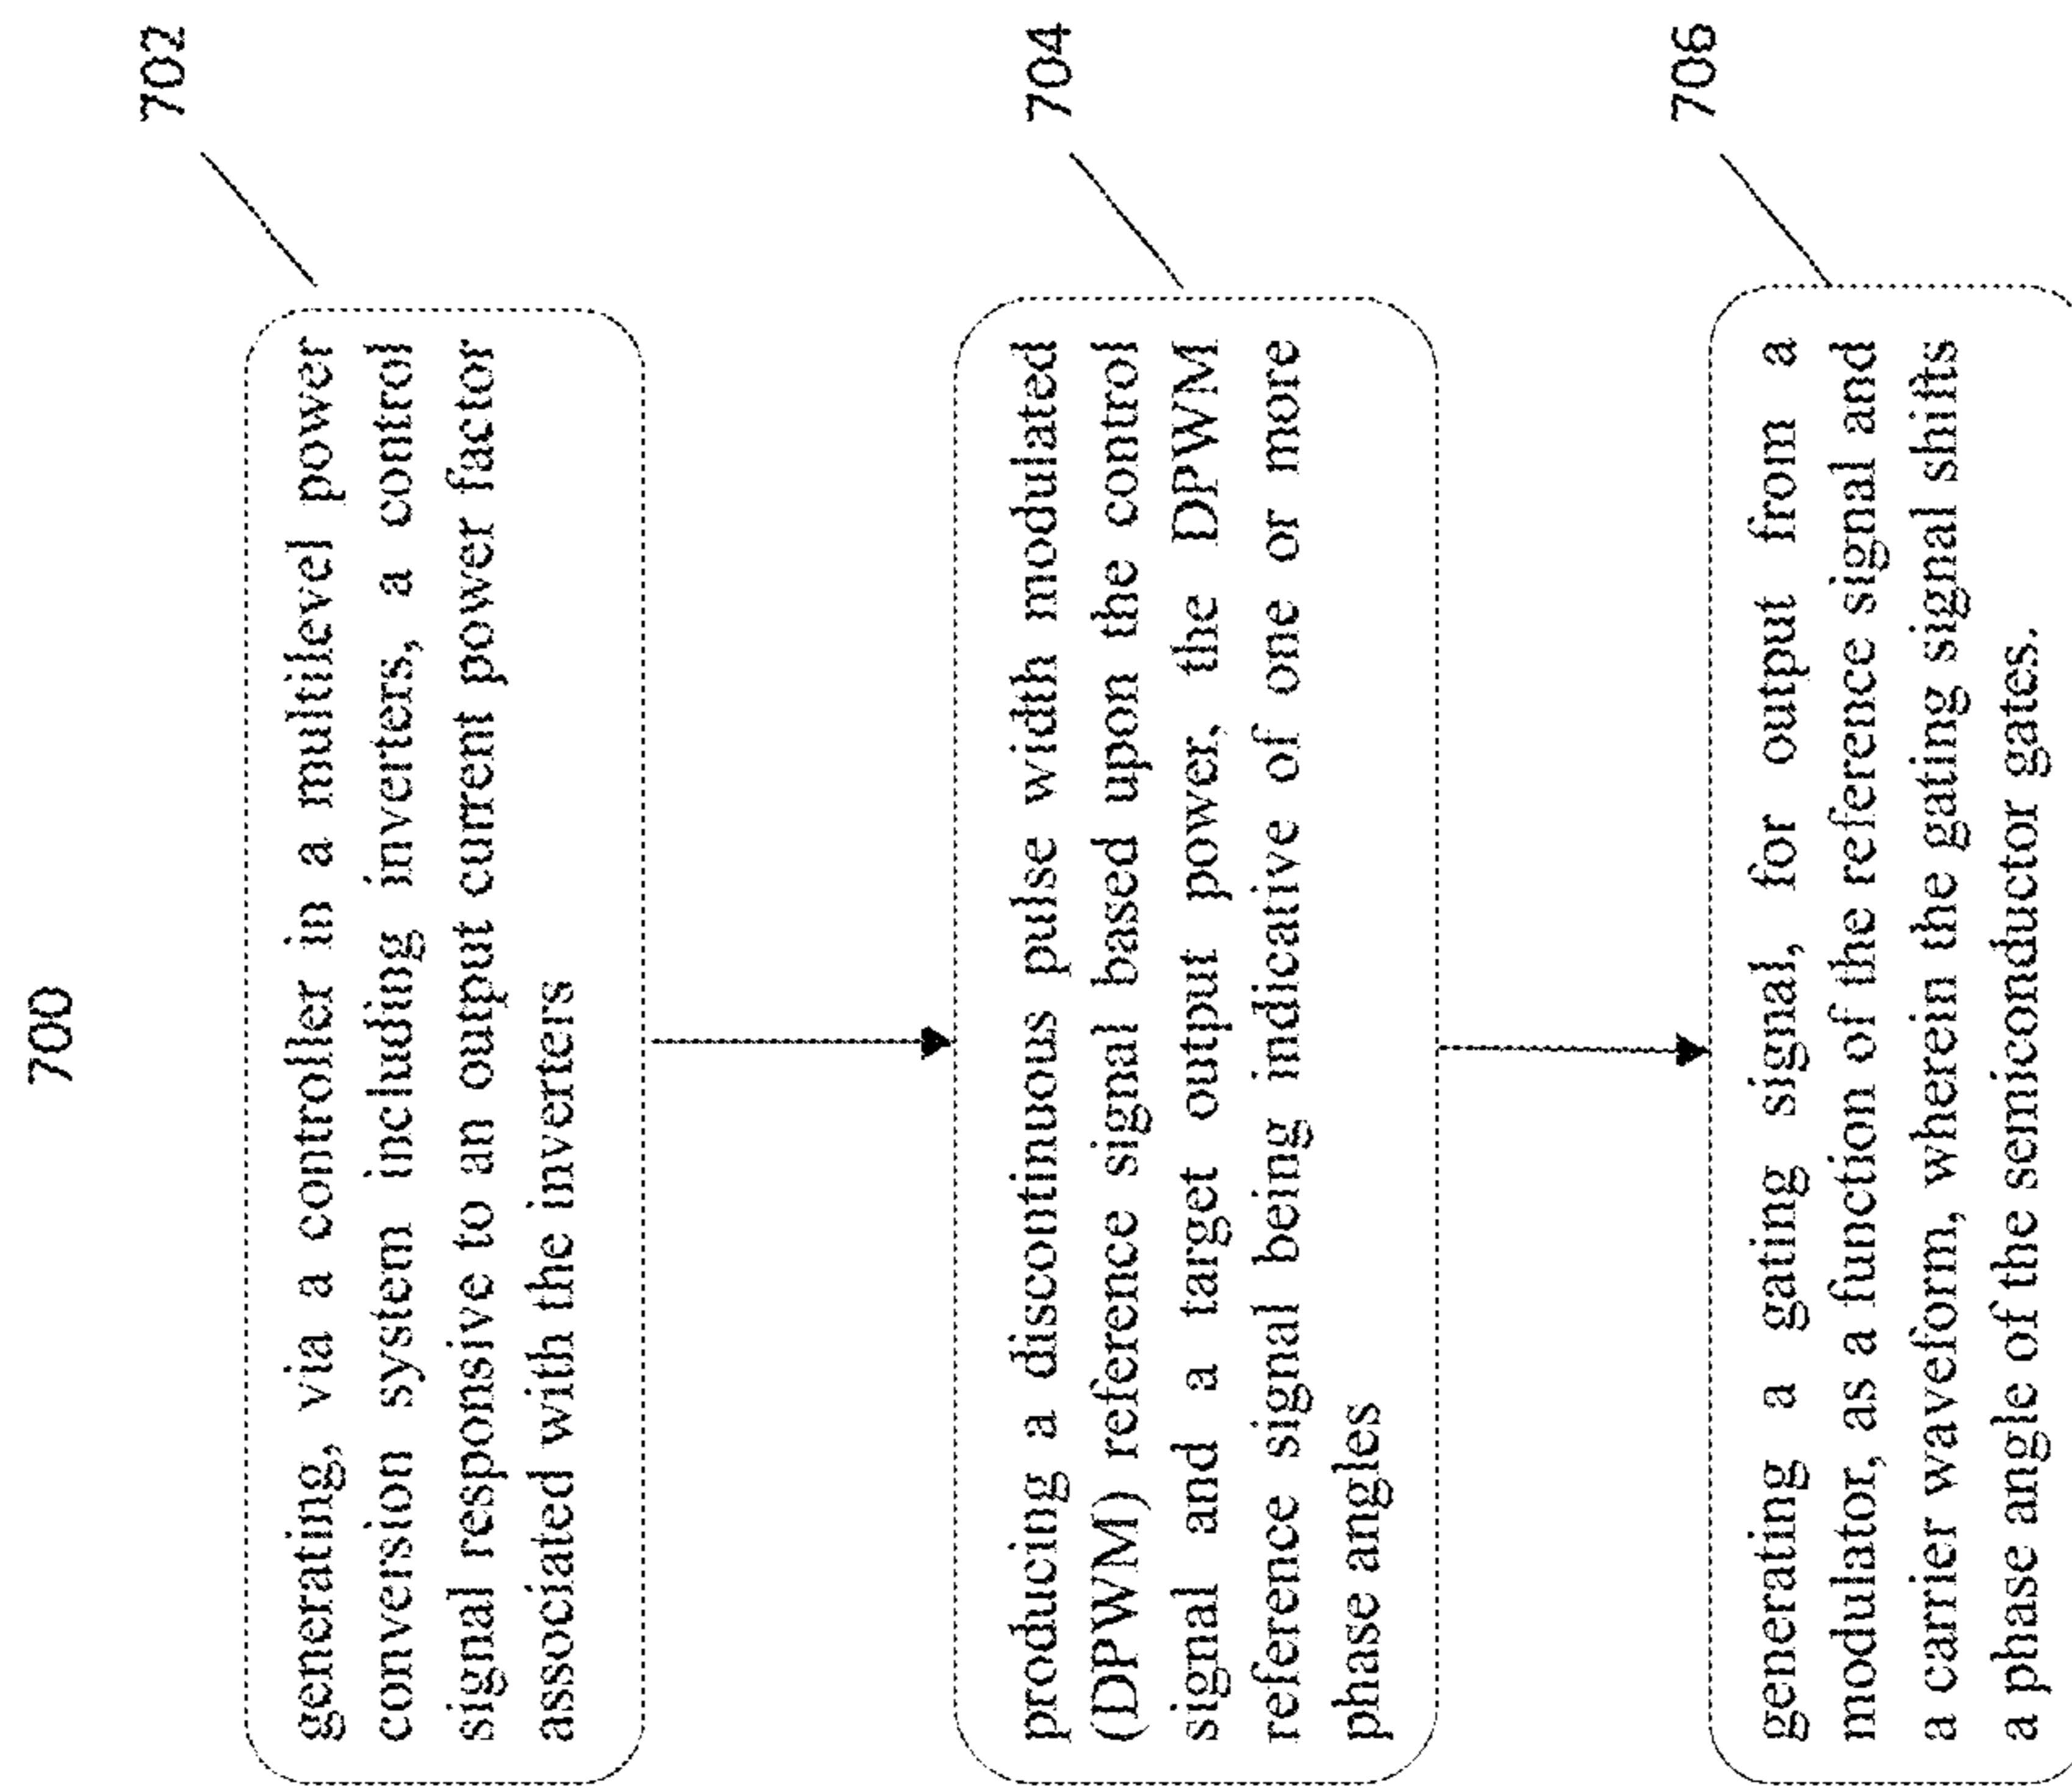 700
702
generating, via a controller in a multilevel power
conversion system including inverters, a control
signal responsive to an output current power factor
associated with the inverters
704
producing a discontinuous pulse width modulated
(DPWM) reference signal based upon the control
signal and a target output power, the DPWM
reference signal being indicative of one or more
phase angles
706
generating a gating signal, for output from a
modulator, as a function of the reference signal and
a carrier waveform, wherein the gating signal shifts
a phase angle of the semiconductor gates.